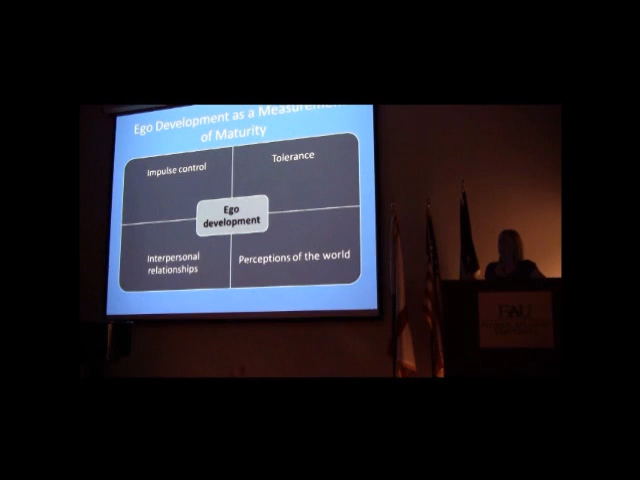 Ego Development as a Measurement
of Maturity
Impulse control
Tolerance
Ego
development
Interpersonal
relationships
Perceptions of the world
FAU